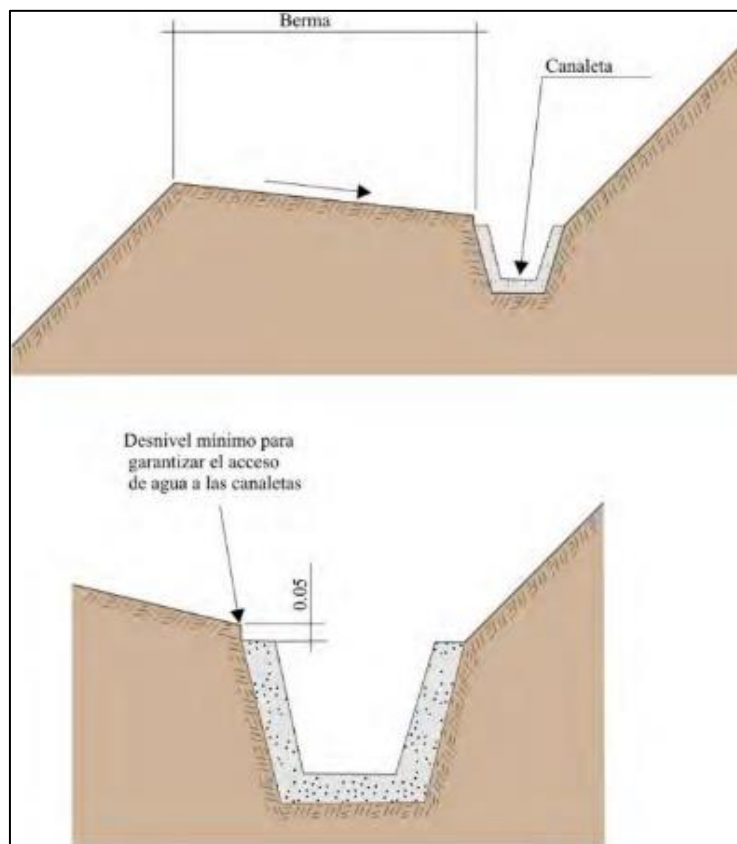 Berma
Canaleta
Desnivel mínimo para
garantizar el acceso
de agua a las canaletas
0.05